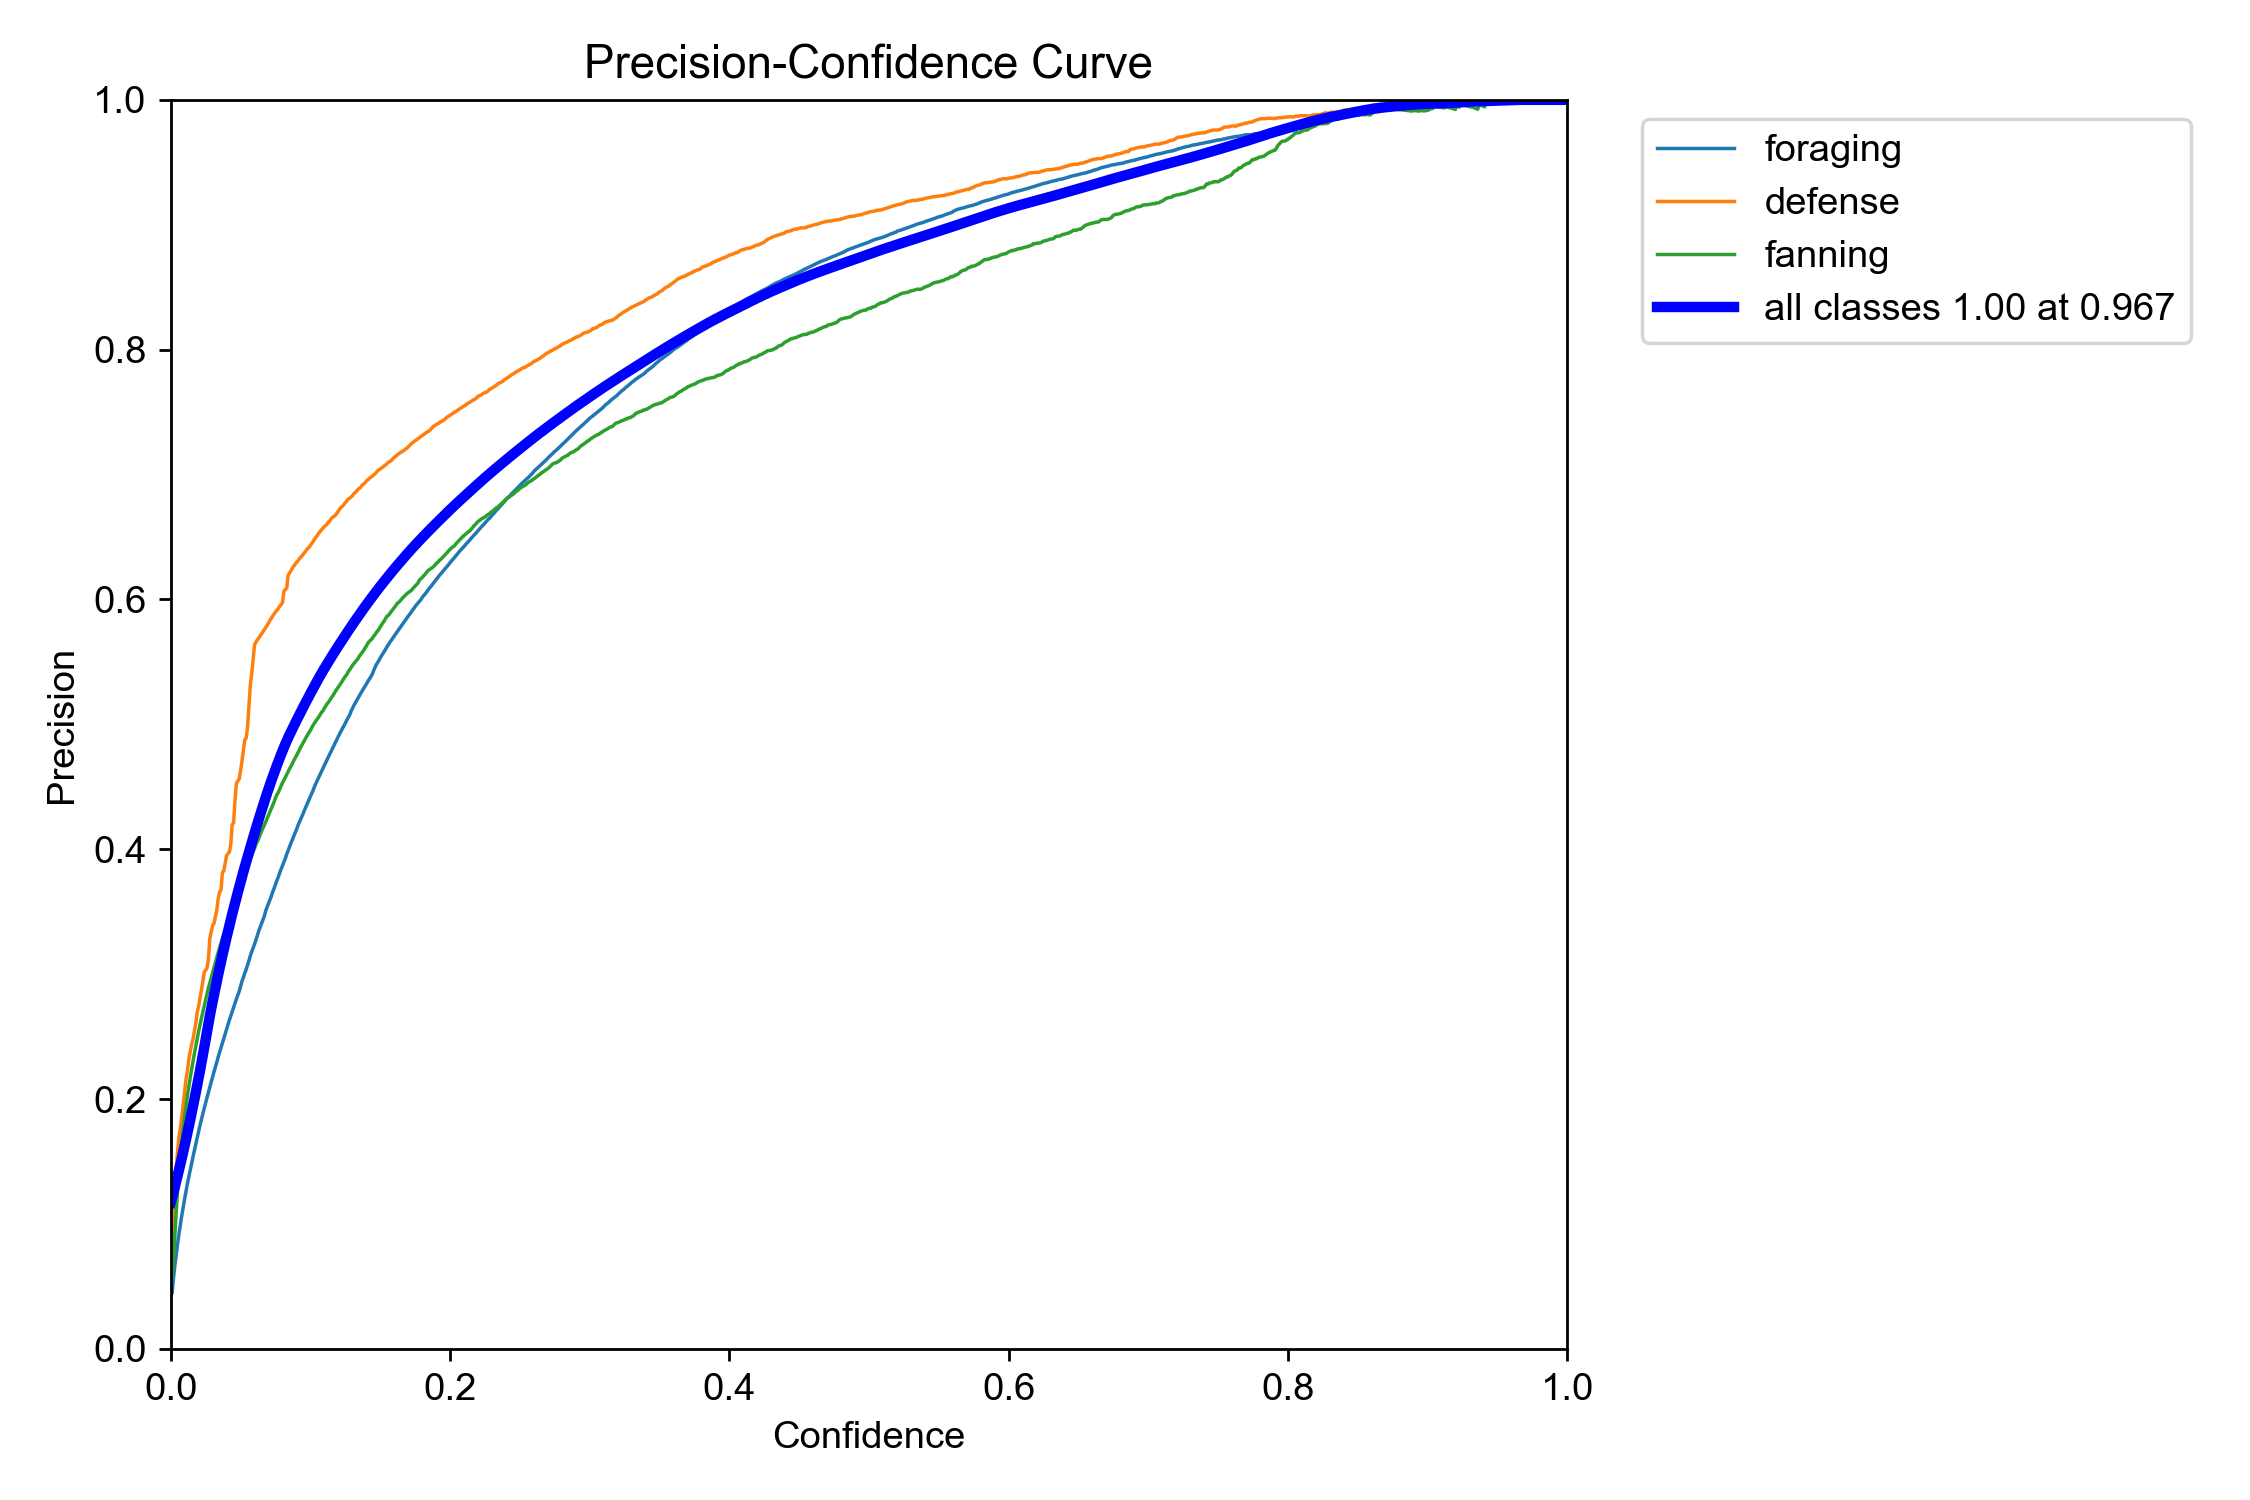 Precision-Confidence Curve
1.0
0.8
0.6
0.4
0.2
0.0
Precision
0.0 0.2 0.4 0.6 0.8 1.0
Confidence
foraging
defense
fanning
all classes 1.00 at 0.967